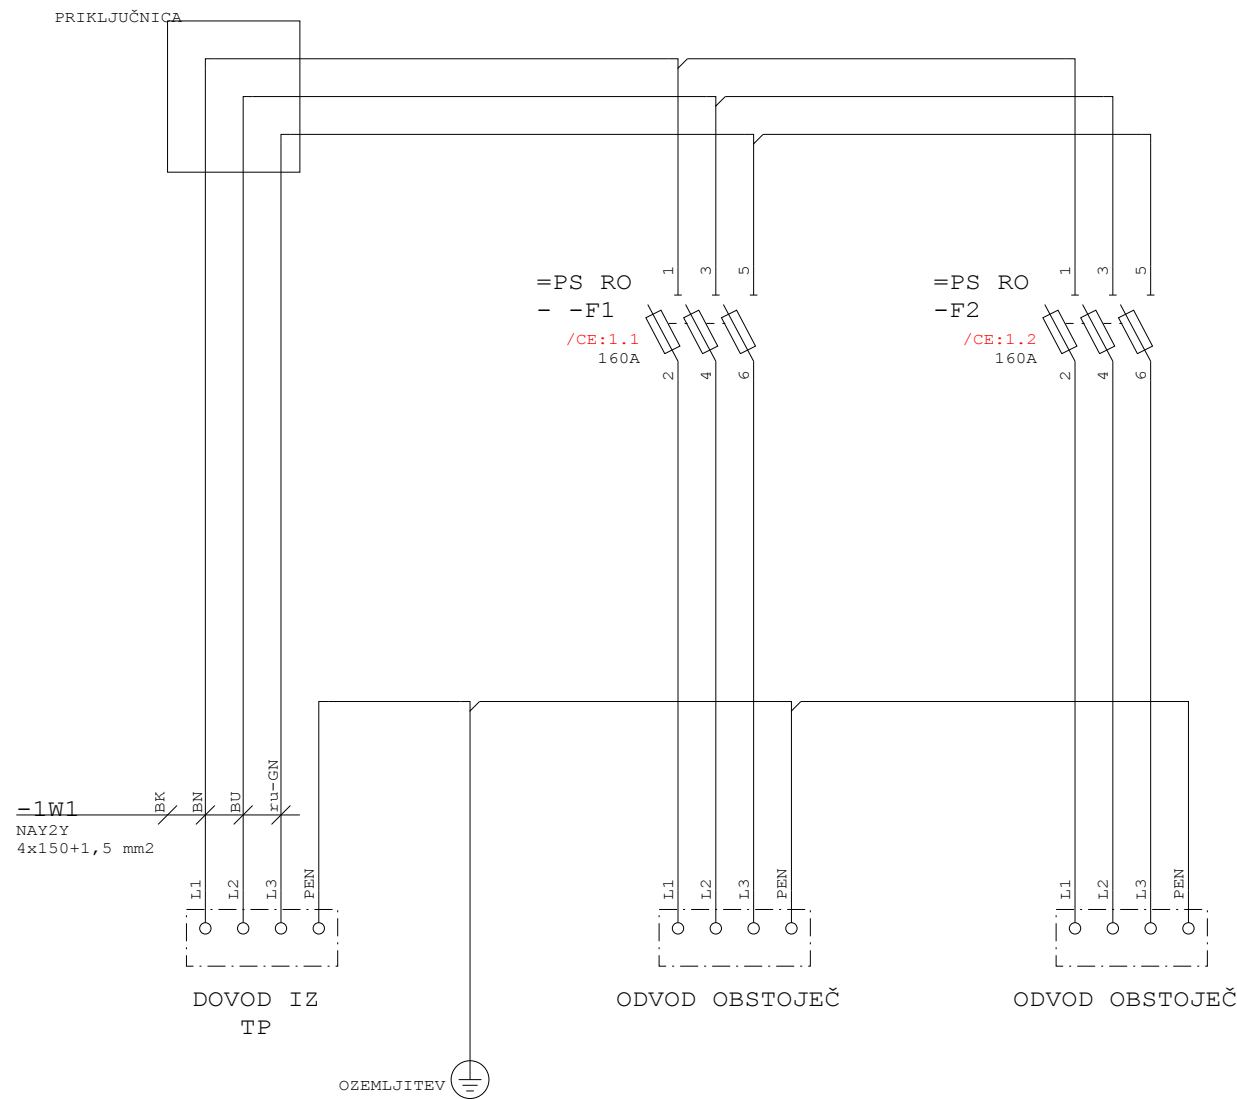 PRIKLJUČNICA
=PS RO
- -F1
/CE:1.1
160A
1 3 5
2 4 6
=PS RO
-F2
/CE:1.2
160A
1 3 5
2 4 6
-1W1
NAY2Y
4x150+1,5 mm2
BK BN BU ru-GN
L1 L2 L3 PEN
DOVOD IZ
TP
L1 L2 L3 PEN
ODVOD OBSTOJEČ
L1 L2 L3 PEN
ODVOD OBSTOJEČ
OZEMLJITEV